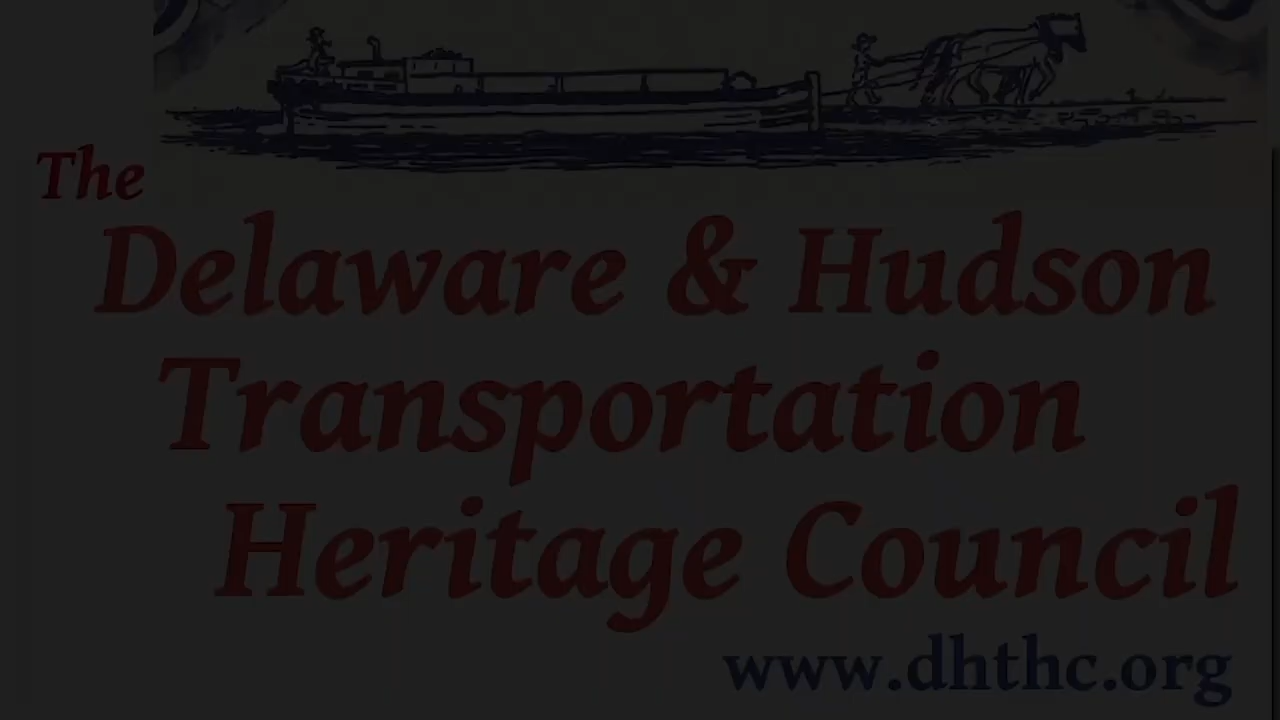 The
Delaware & Hudson
Transportation
Heritage Council
www.dhthc.org